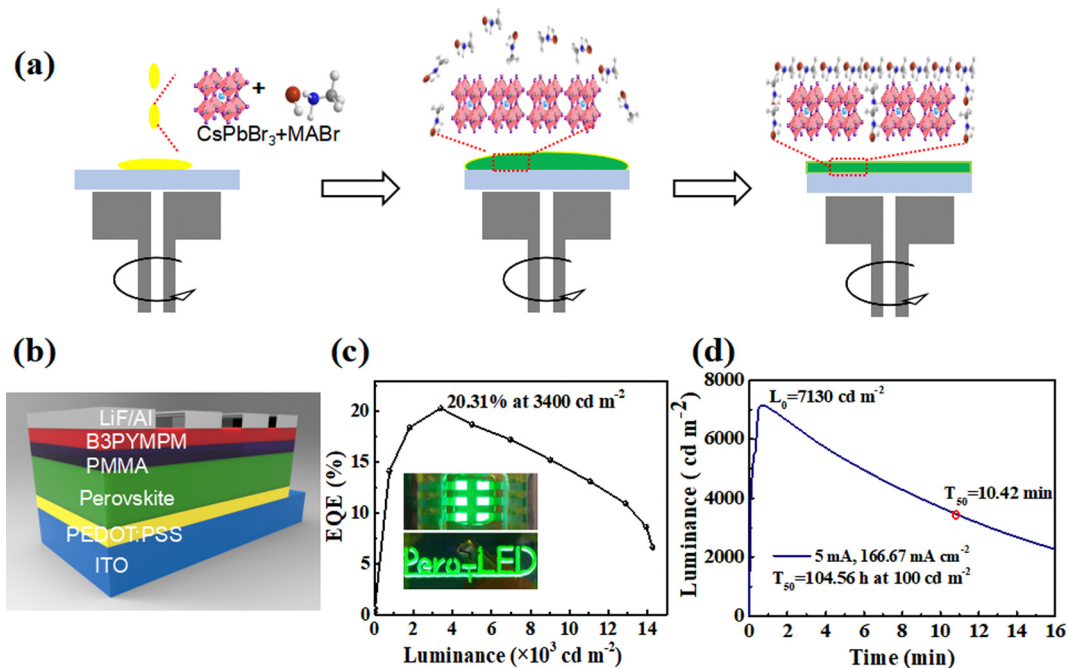 (a)
+
CsPbBr₃+MABr
(b)
LiF/Al
B3PYMPM
PMMA
Perovskite
PEDOT:PSS
ITO
(c)
EQE (%)
25
20
15
10
5
0
20.31% at 3400 cd m⁻²
Pero-LED
0 2 4 6 8 10 12 14
Luminance (×10³ cd m⁻²)
(d)
Luminance ( cd m⁻²)
8000
6000
4000
2000
0
L₀=7130 cd m⁻²
T₅₀=10.42 min
5 mA, 166.67 mA cm⁻²
T₅₀=104.56 h at 100 cd m⁻²
0 2 4 6 8 10 12 14 16
Time (min)